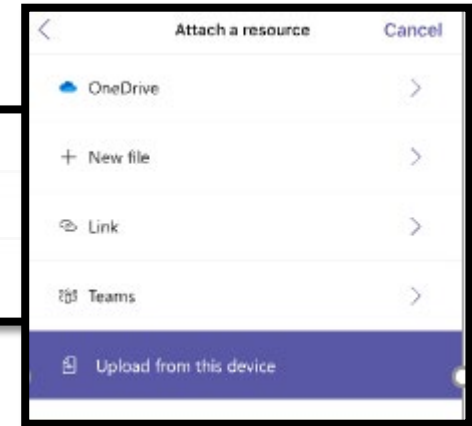 Attach a resource Cancel
OneDrive
New file
Link
Teams
Upload from this device